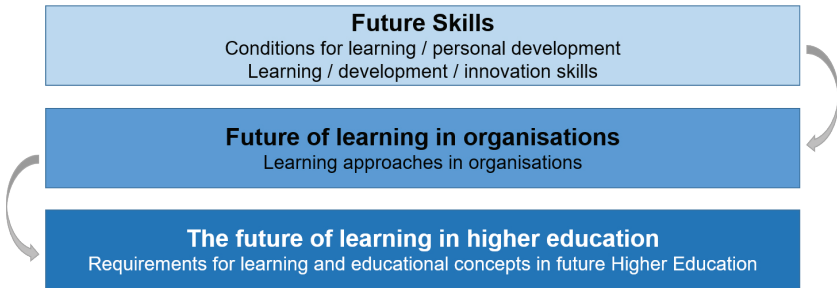 Future Skills
Conditions for learning / personal development
Learning / development / innovation skills
Future of learning in organisations
Learning approaches in organisations
The future of learning in higher education
Requirements for learning and educational concepts in future Higher Education